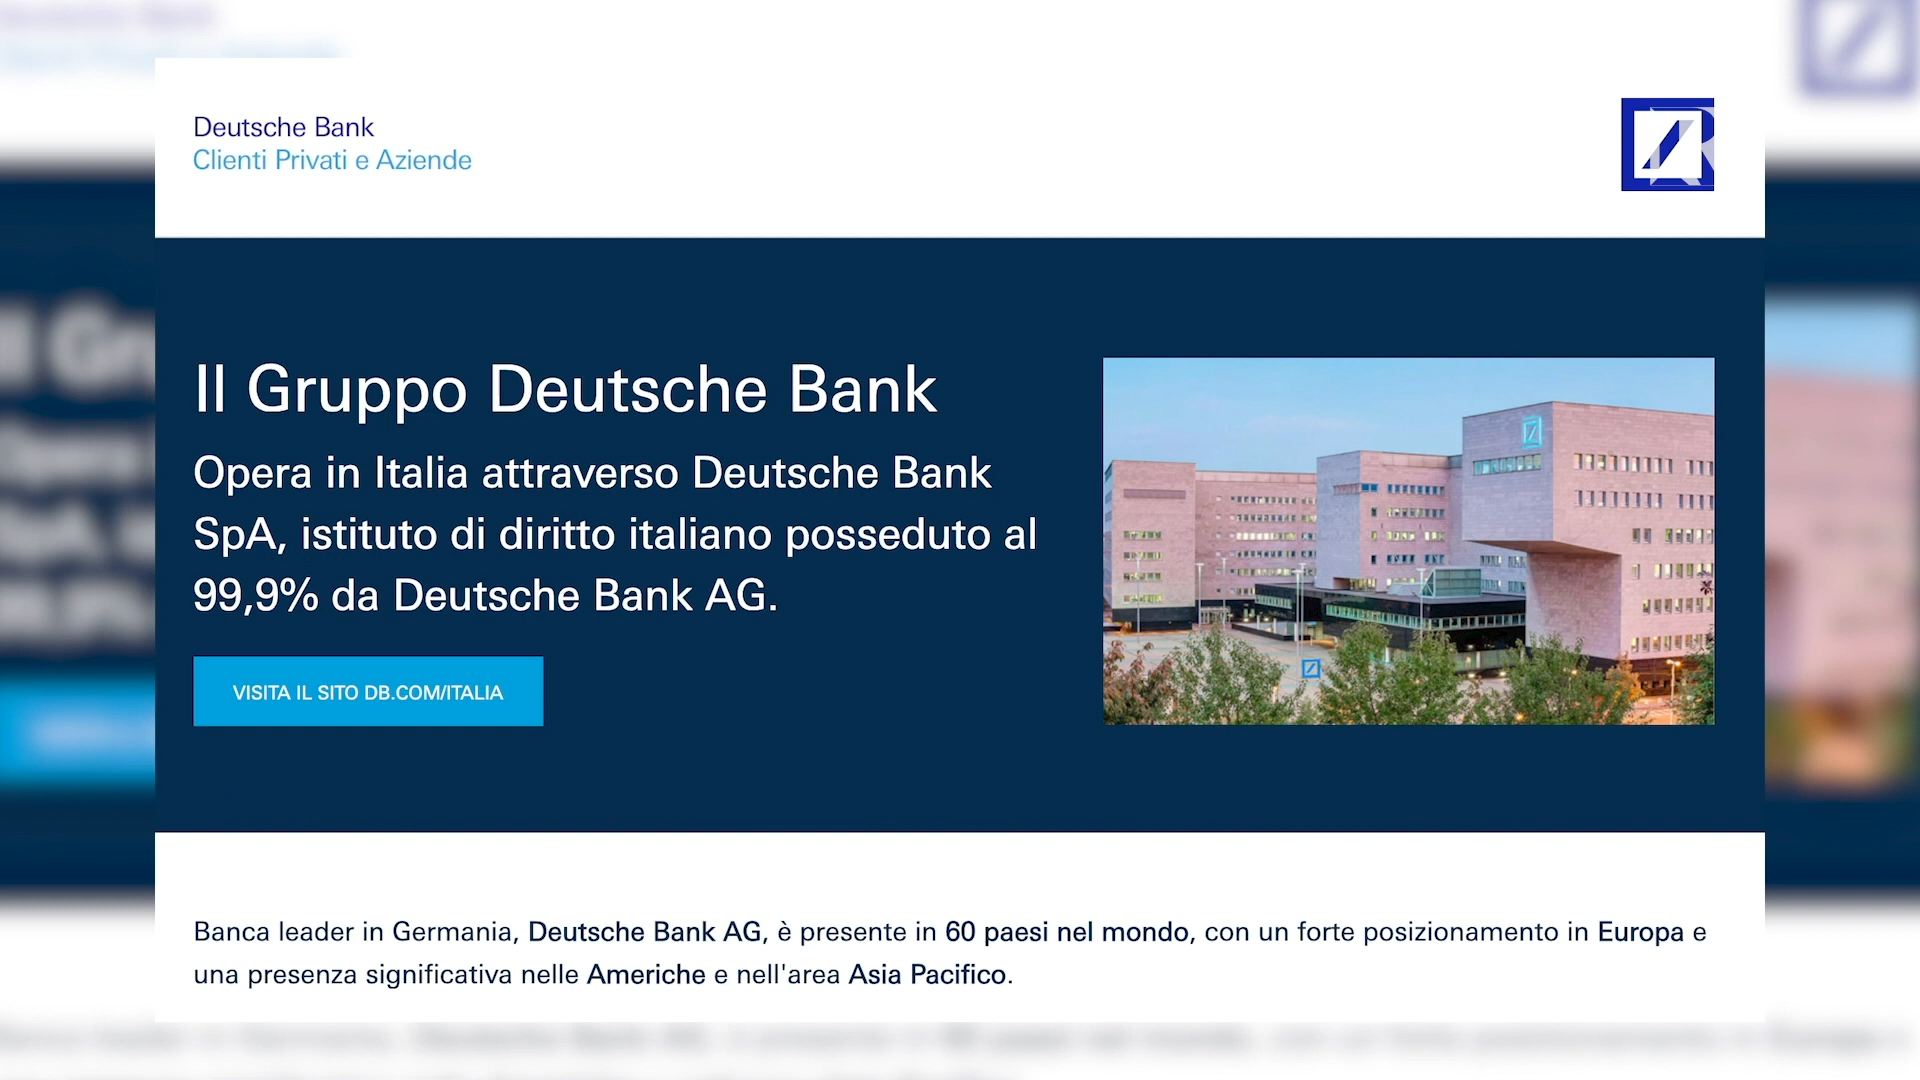 Deutsche Bank
Clienti Privati e Aziende
Il Gruppo Deutsche Bank
Opera in Italia attraverso Deutsche Bank
SpA, istituto di diritto italiano posseduto al
99,9% da Deutsche Bank AG.
VISITA IL SITO DB.COM/ITALIA
Banca leader in Germania, Deutsche Bank AG, è presente in 60 paesi nel mondo, con un forte posizionamento in Europa e
una presenza significativa nelle Americhe e nell'area Asia Pacifico.